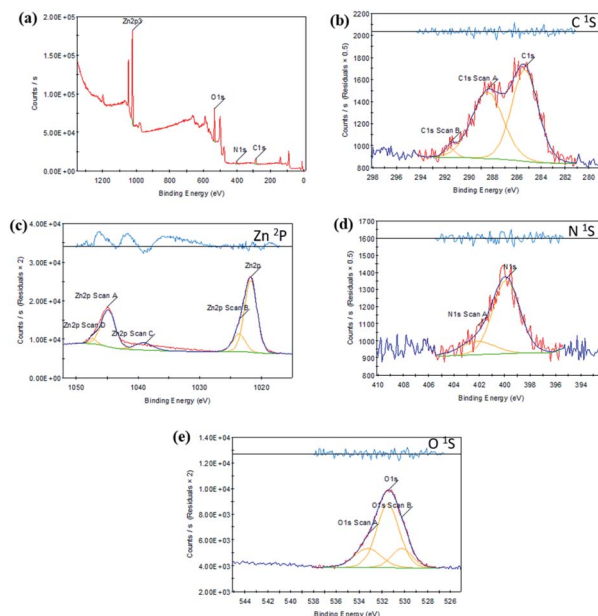 (a)
2.00E+05
1.50E+05
1.00E+05
5.00E+04
0.00E+00
Counts / s
Zn2p3
O1s
N1s
C1s
1200 1000 800 600 400 200 0
Binding Energy (eV)
(b)
C ¹S
2200
2000
1800
1600
1400
1200
1000
800
Counts / s (Residuals × 0.5)
C1s
C1s Scan A
C1s Scan B
298 296 294 292 290 288 286 284 282 280
Binding Energy (eV)
(c)
Zn ²P
4.00E+04
3.00E+04
2.00E+04
1.00E+04
0.00E+00
Counts / s (Residuals × 2)
Zn2p
Zn2p Scan A
Zn2p Scan B
Zn2p Scan D
Zn2p Scan C
1050 1040 1030 1020
Binding Energy (eV)
(d)
N ¹S
1700
1600
1500
1400
1300
1200
1100
1000
900
800
Counts / s (Residuals × 0.5)
N1s
N1s Scan A
410 408 406 404 402 400 398 396 394
Binding Energy (eV)
(e)
O ¹S
1.40E+04
1.20E+04
1.00E+04
8.00E+03
6.00E+03
4.00E+03
2.00E+03
Counts / s (Residuals × 2)
O1s
O1s Scan B
O1s Scan A
544 542 540 538 536 534 532 530 528 526
Binding Energy (eV)